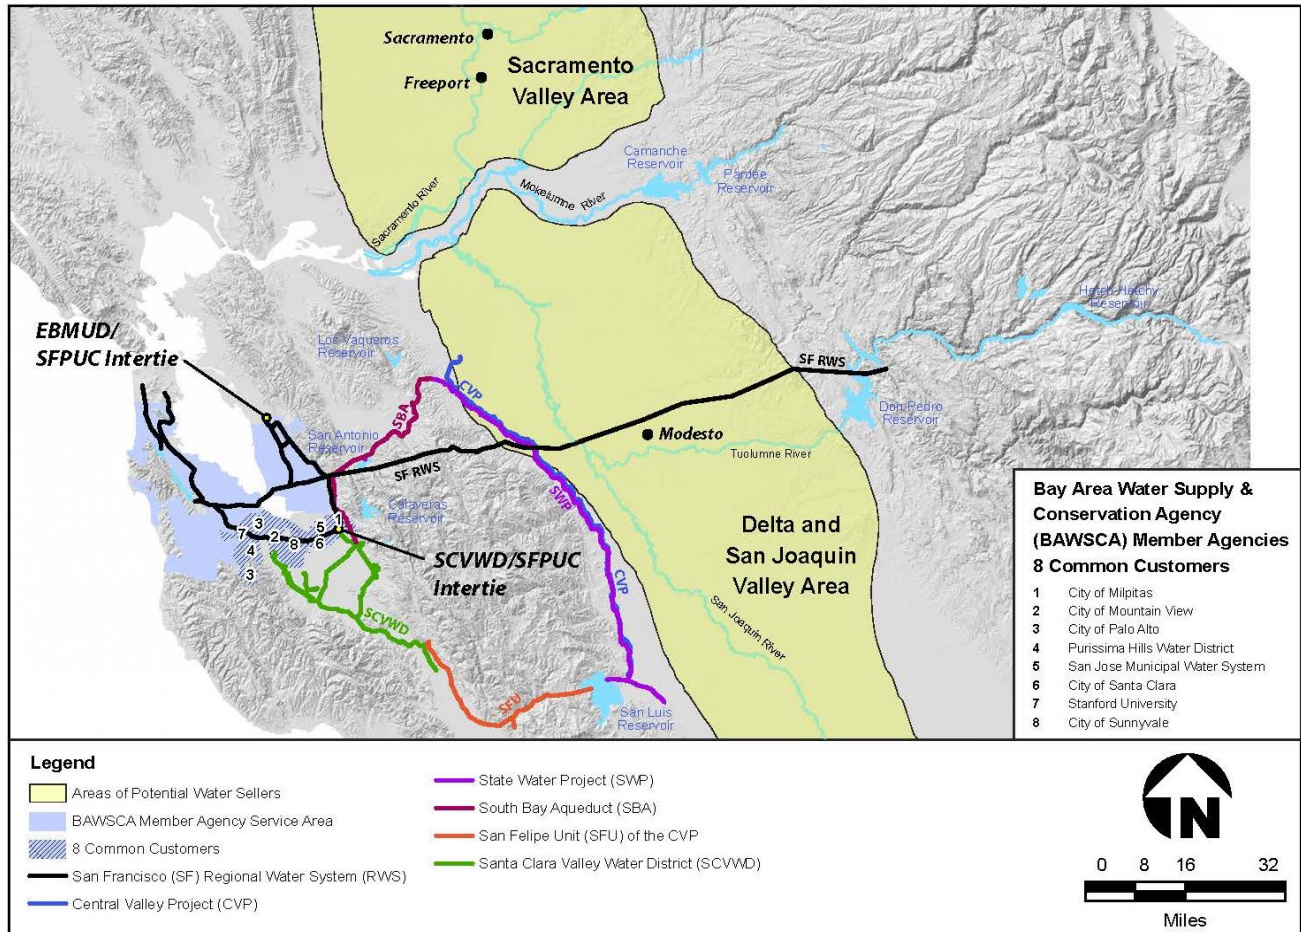 Sacramento
Freeport
Sacramento
Valley Area
Camanche
Reservoir
Pardee
Reservoir
Sacramento River
Mokelumne River
Hetch Hetchy
Reservoir
EBMUD/
SFPUC Intertie
Los Vaqueros
Reservoir
CVP
SF RWS
SBA
Don Pedro
Reservoir
San Antonio
Reservoir
Modesto
SF RWS
Tuolumne River
SWP
Calaveras
Reservoir
1
3
5
7
2
8
6
4
3
SCVWD/SFPUC
Intertie
Delta and
San Joaquin
Valley Area
CVP
SCVWD
San Joaquin River
SFU
San Luis
Reservoir
Bay Area Water Supply &
Conservation Agency
(BAWSCA) Member Agencies
8 Common Customers
1 City of Milpitas
2 City of Mountain View
3 City of Palo Alto
4 Purissima Hills Water District
5 San Jose Municipal Water System
6 City of Santa Clara
7 Stanford University
8 City of Sunnyvale
Legend
Areas of Potential Water Sellers
BAWSCA Member Agency Service Area
8 Common Customers
San Francisco (SF) Regional Water System (RWS)
Central Valley Project (CVP)
State Water Project (SWP)
South Bay Aqueduct (SBA)
San Felipe Unit (SFU) of the CVP
Santa Clara Valley Water District (SCVWD)
N
0 8 16 32
Miles